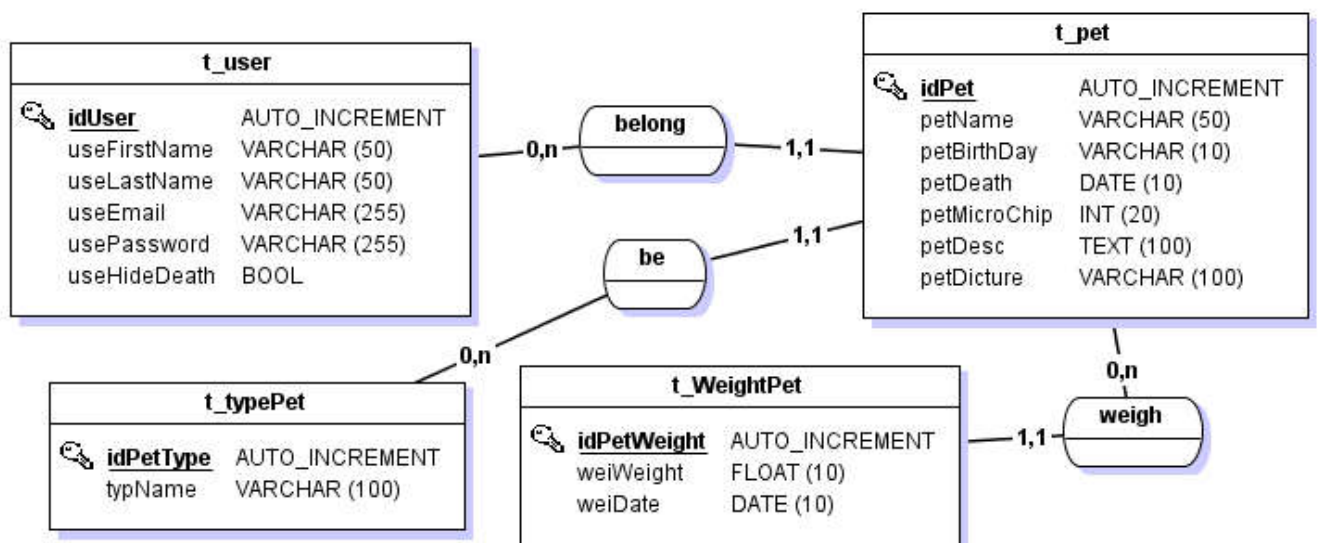 t_user
idUser AUTO_INCREMENT
useFirstName VARCHAR (50)
useLastName VARCHAR (50)
useEmail VARCHAR (255)
usePassword VARCHAR (255)
useHideDeath BOOL
0,n
belong
1,1
t_pet
idPet AUTO_INCREMENT
petName VARCHAR (50)
petBirthDay VARCHAR (10)
petDeath DATE (10)
petMicroChip INT (20)
petDesc TEXT (100)
petDicture VARCHAR (100)
1,1
be
0,n
t_typePet
idPetType AUTO_INCREMENT
typName VARCHAR (100)
t_WeightPet
idPetWeight AUTO_INCREMENT
weiWeight FLOAT (10)
weiDate DATE (10)
1,1
weigh
0,n